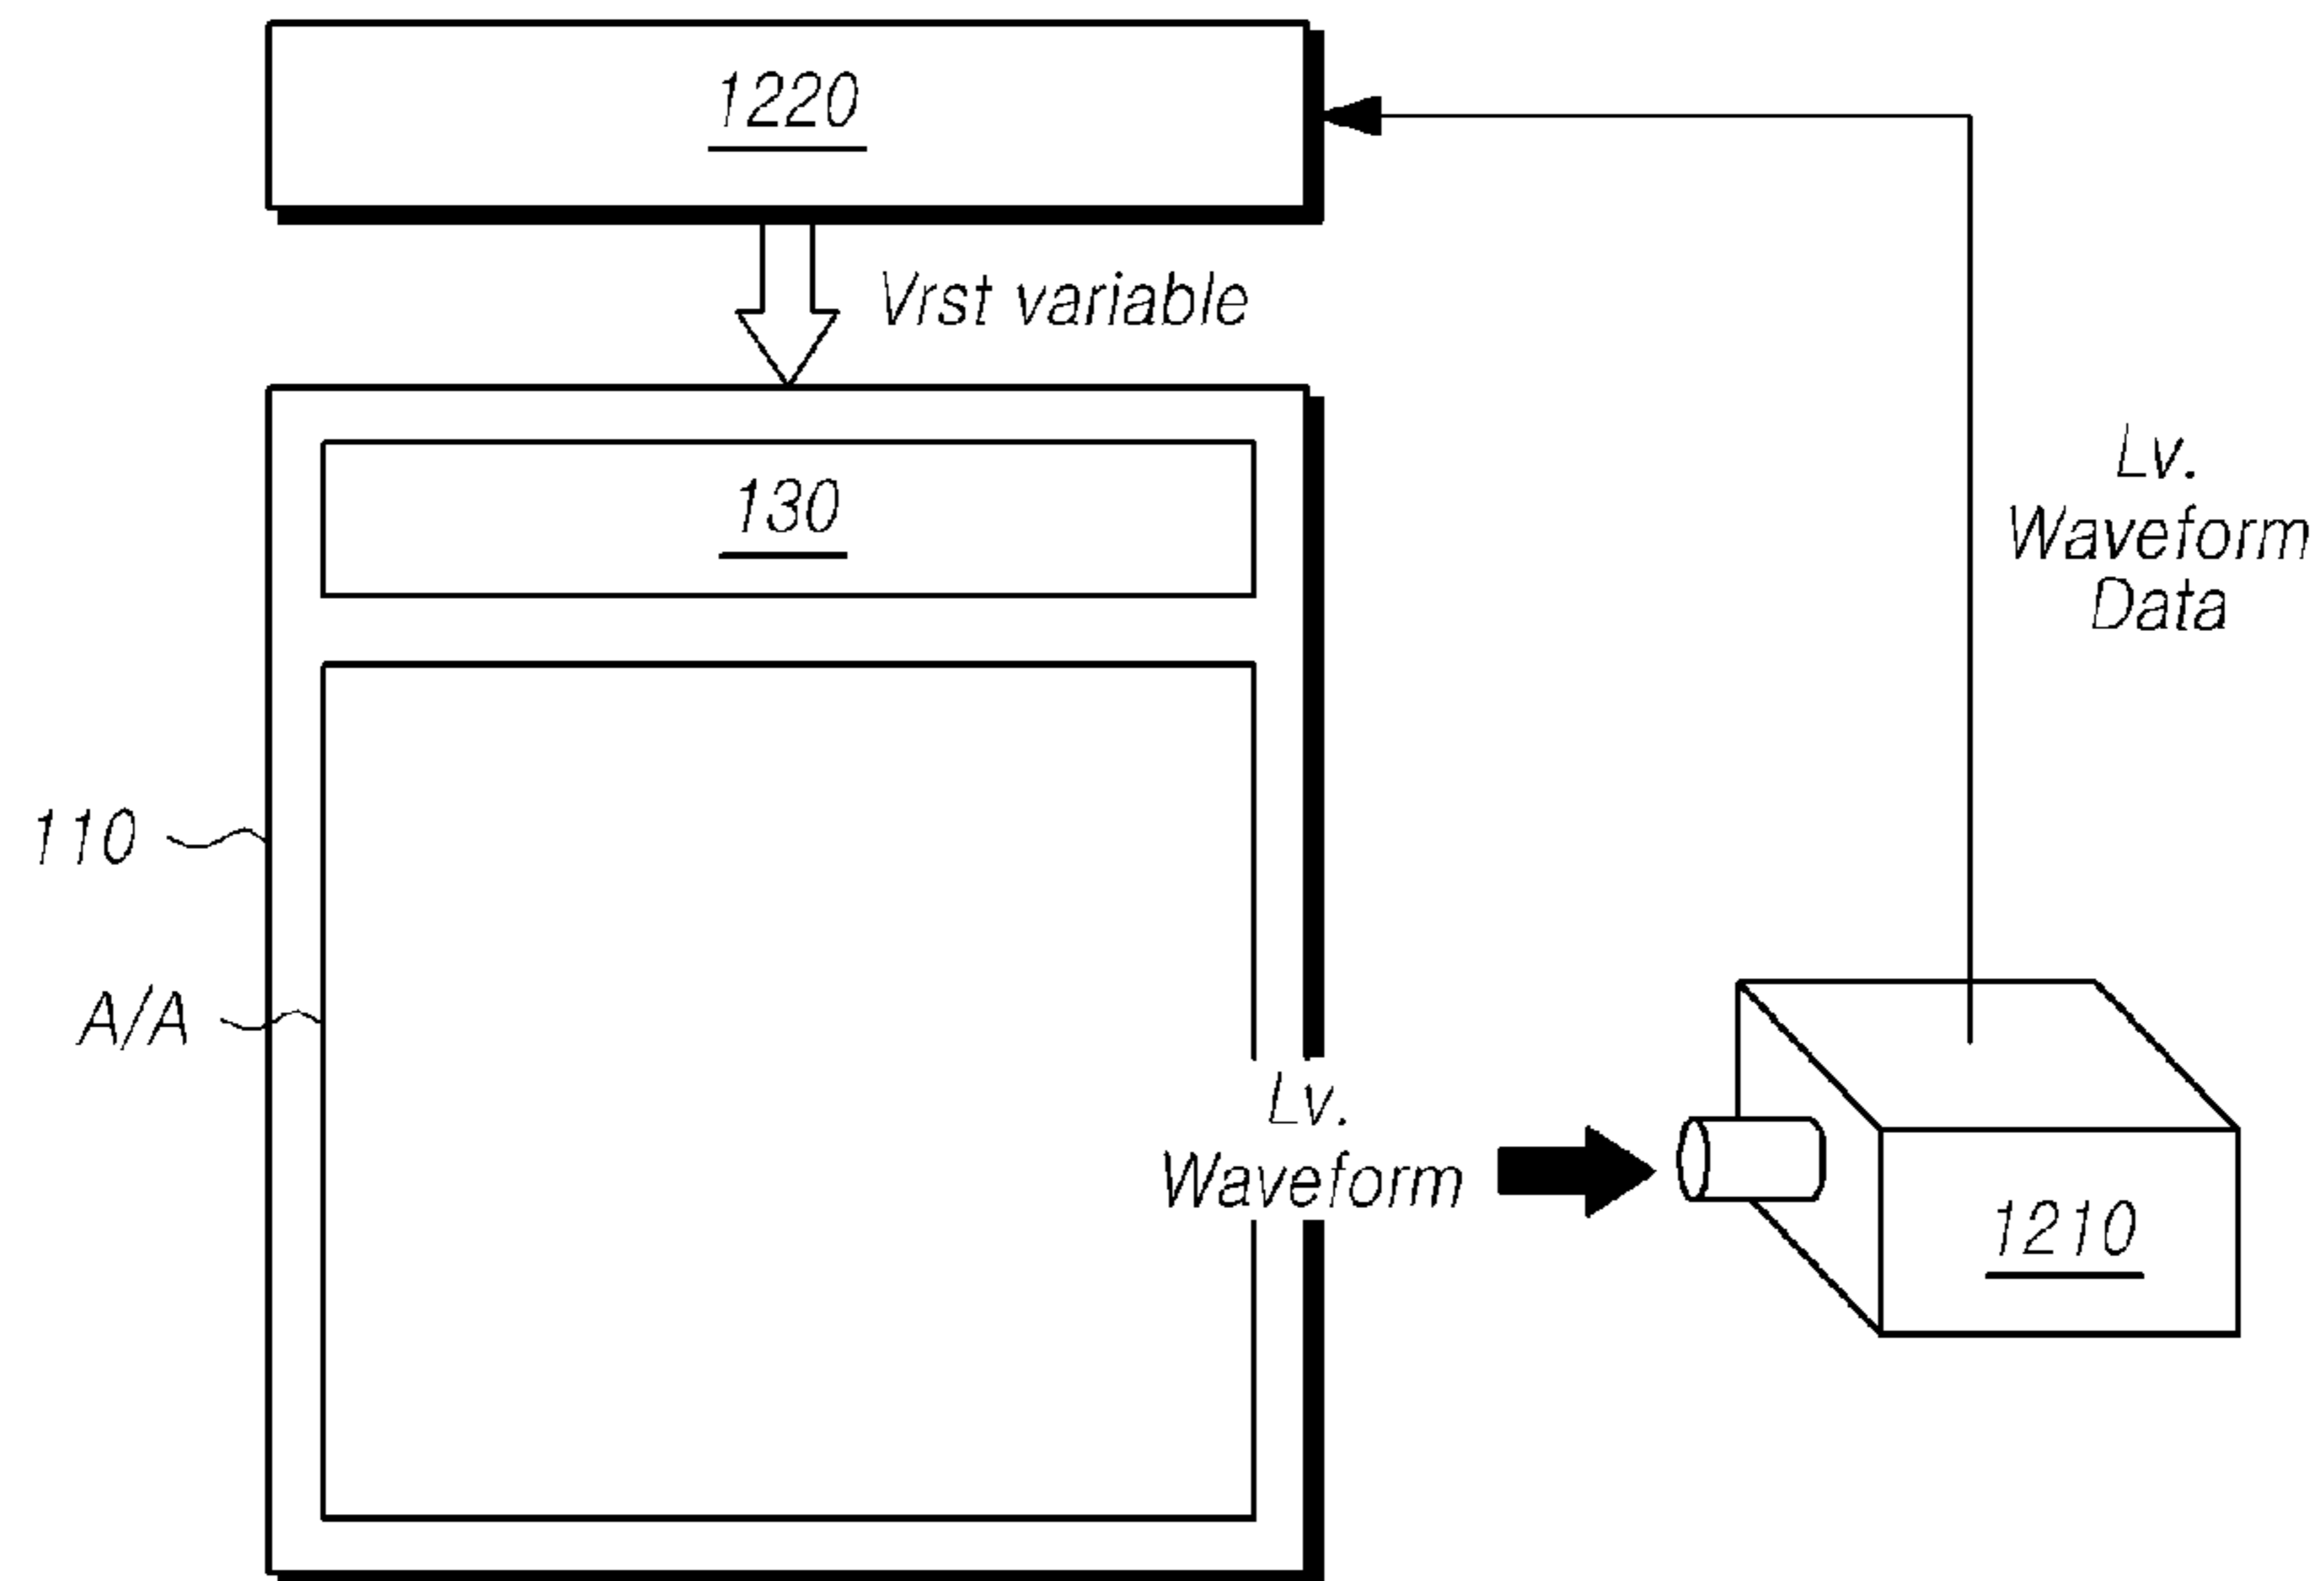 1220
Vrst variable
130
Lv.
Waveform
Data
110
A/A
Lv.
Waveform
1210